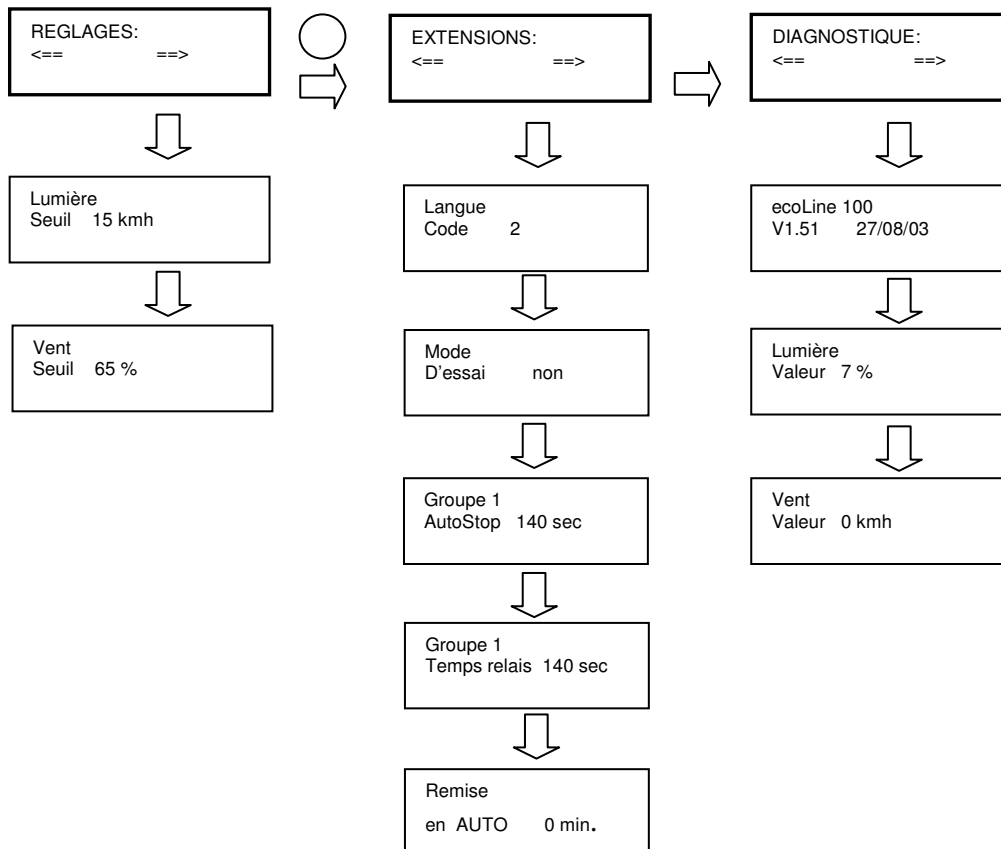 REGLAGES:
<== ==>
Lumière
Seuil 15 kmh
Vent
Seuil 65 %
EXTENSIONS:
<== ==>
Langue
Code 2
Mode
D'essai non
Groupe 1
AutoStop 140 sec
Groupe 1
Temps relais 140 sec
Remise
en AUTO 0 min.
DIAGNOSTIQUE:
<== ==>
ecoLine 100
V1.51 27/08/03
Lumière
Valeur 7 %
Vent
Valeur 0 kmh